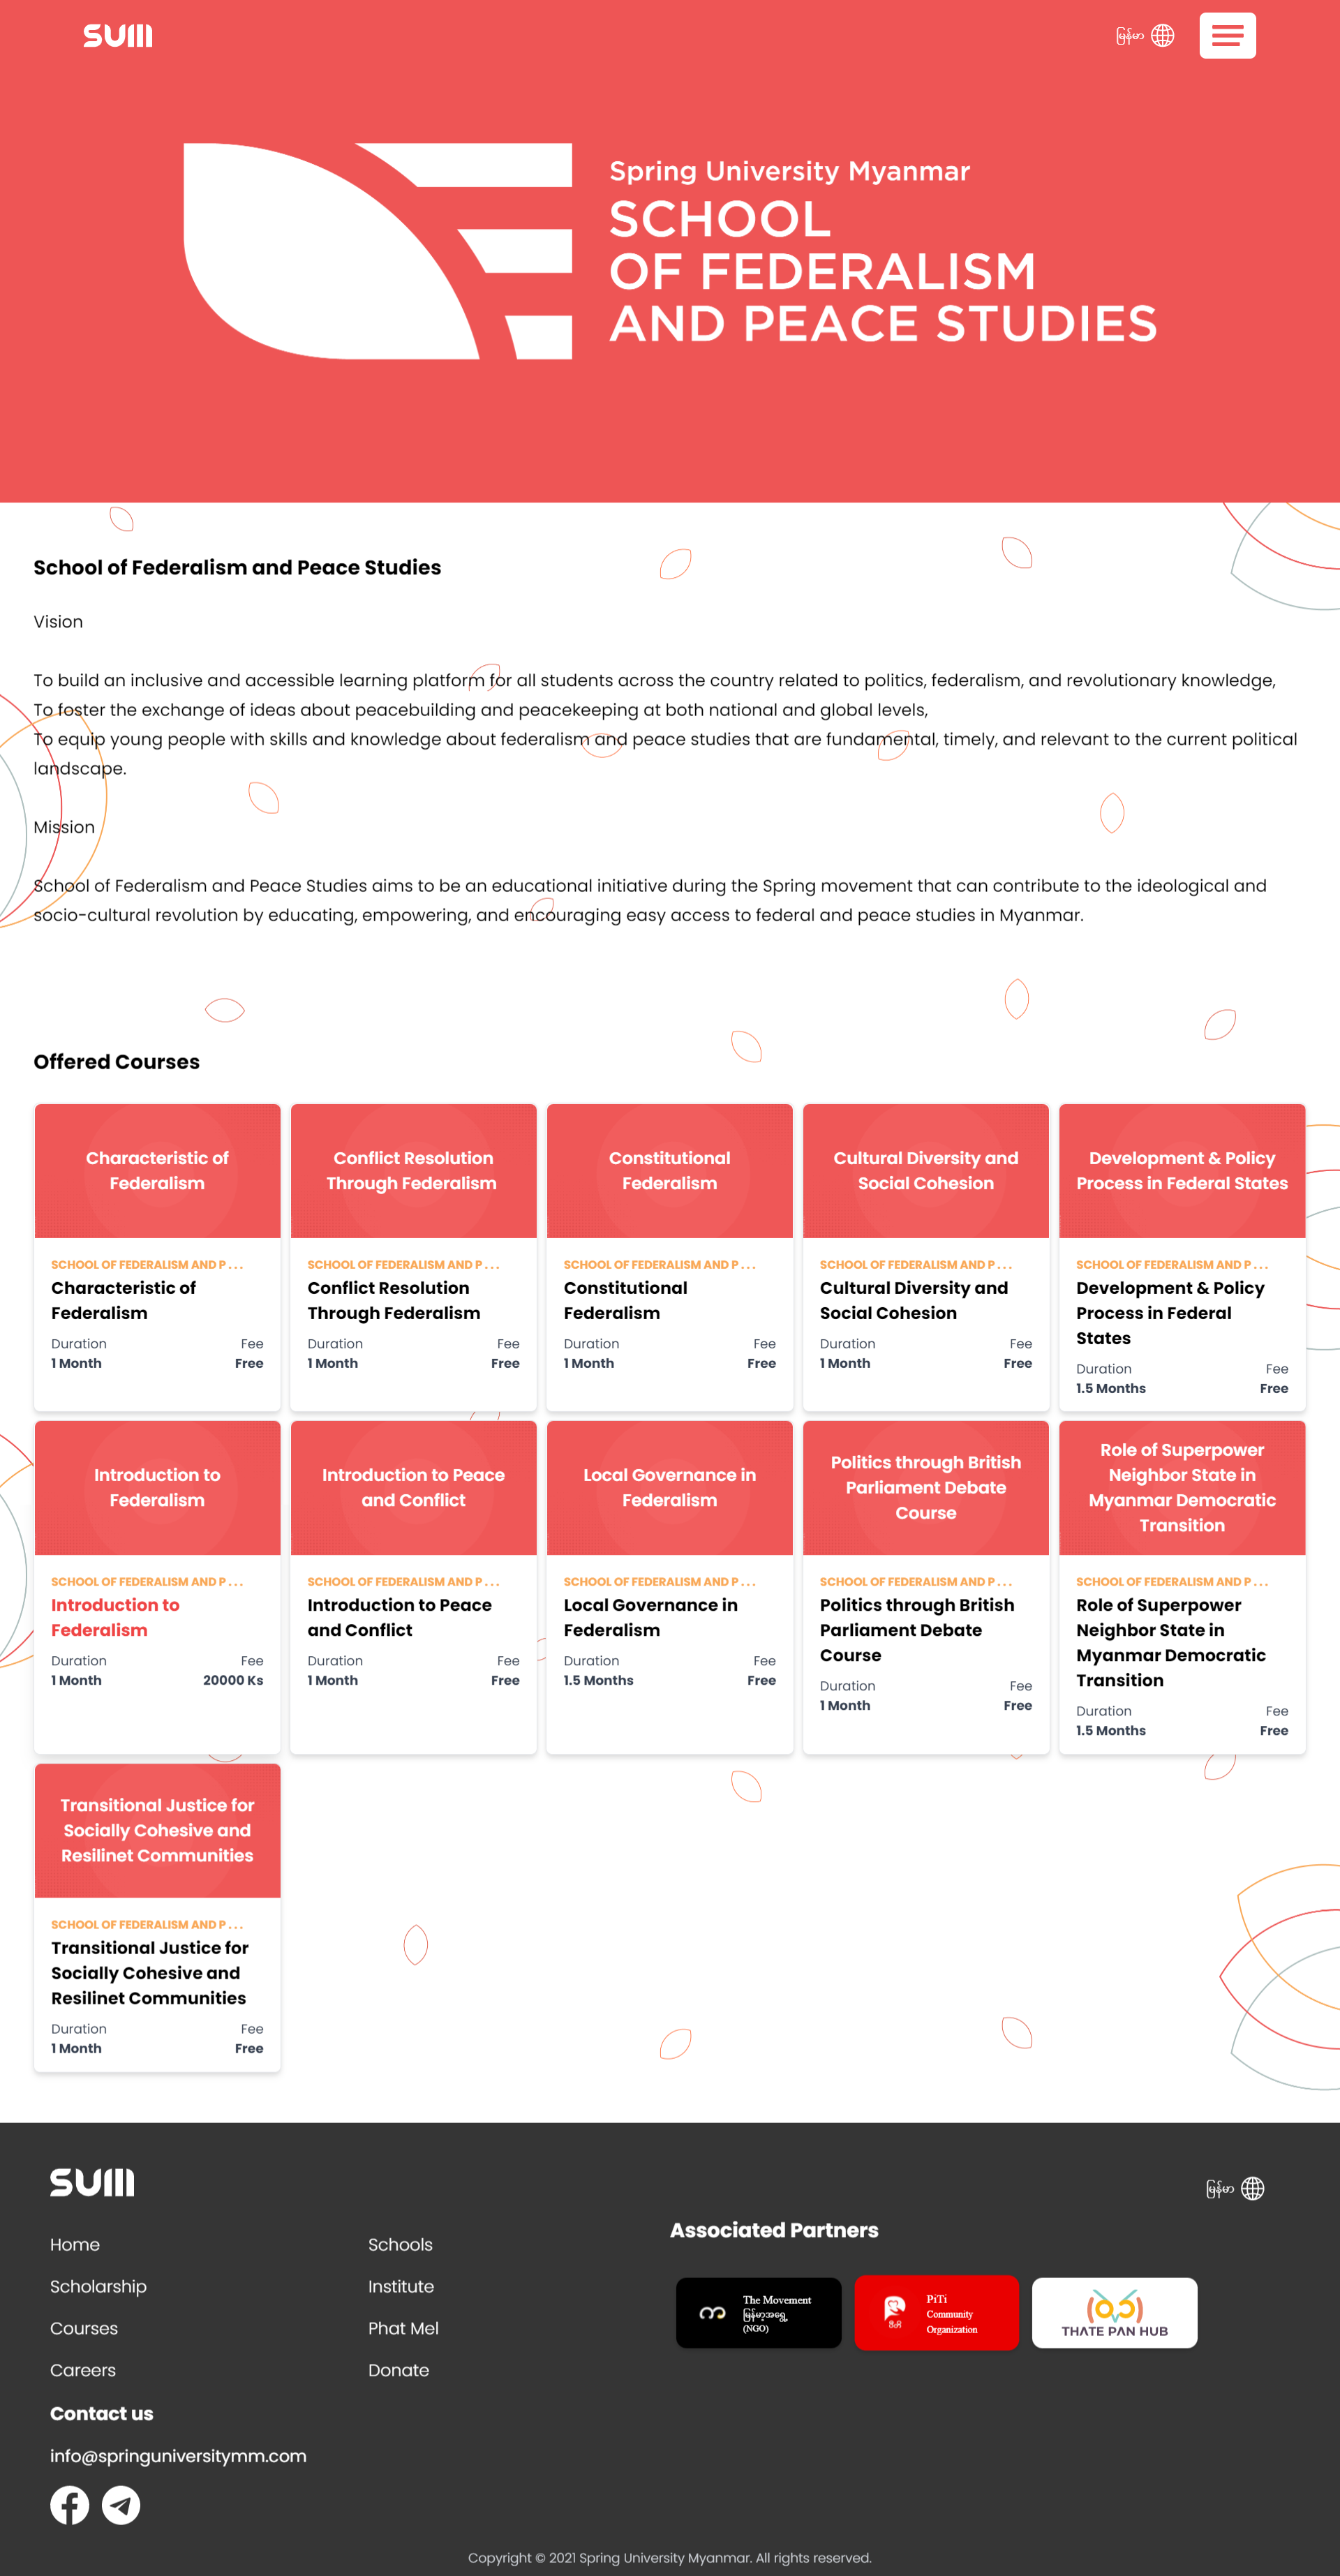 SUM
မြန်မာ
Spring University Myanmar
SCHOOL
OF FEDERALISM
AND PEACE STUDIES
School of Federalism and Peace Studies
Vision
To build an inclusive and accessible learning platform for all students across the country related to politics, federalism, and revolutionary knowledge,
To foster the exchange of ideas about peacebuilding and peacekeeping at both national and global levels,
To equip young people with skills and knowledge about federalism and peace studies that are fundamental, timely, and relevant to the current political
landscape.
Mission
School of Federalism and Peace Studies aims to be an educational initiative during the Spring movement that can contribute to the ideological and
socio-cultural revolution by educating, empowering, and encouraging easy access to federal and peace studies in Myanmar.
Offered Courses
Characteristic of
Federalism
SCHOOL OF FEDERALISM AND P . . .
Characteristic of
Federalism
Duration Fee
1 Month Free
Conflict Resolution
Through Federalism
SCHOOL OF FEDERALISM AND P . . .
Conflict Resolution
Through Federalism
Duration Fee
1 Month Free
Constitutional
Federalism
SCHOOL OF FEDERALISM AND P . . .
Constitutional
Federalism
Duration Fee
1 Month Free
Cultural Diversity and
Social Cohesion
SCHOOL OF FEDERALISM AND P . . .
Cultural Diversity and
Social Cohesion
Duration Fee
1 Month Free
Development & Policy
Process in Federal States
SCHOOL OF FEDERALISM AND P . . .
Development & Policy
Process in Federal
States
Duration Fee
1.5 Months Free
Introduction to
Federalism
SCHOOL OF FEDERALISM AND P . . .
Introduction to
Federalism
Duration Fee
1 Month 20000 Ks
Introduction to Peace
and Conflict
SCHOOL OF FEDERALISM AND P . . .
Introduction to Peace
and Conflict
Duration Fee
1 Month Free
Local Governance in
Federalism
SCHOOL OF FEDERALISM AND P . . .
Local Governance in
Federalism
Duration Fee
1.5 Months Free
Politics through British
Parliament Debate
Course
SCHOOL OF FEDERALISM AND P . . .
Politics through British
Parliament Debate
Course
Duration Fee
1 Month Free
Role of Superpower
Neighbor State in
Myanmar Democratic
Transition
SCHOOL OF FEDERALISM AND P . . .
Role of Superpower
Neighbor State in
Myanmar Democratic
Transition
Duration Fee
1.5 Months Free
Transitional Justice for
Socially Cohesive and
Resilinet Communities
SCHOOL OF FEDERALISM AND P . . .
Transitional Justice for
Socially Cohesive and
Resilinet Communities
Duration Fee
1 Month Free
SUM
မြန်မာ
Home
Scholarship
Courses
Careers
Schools
Institute
Phat Mel
Donate
Contact us
info@springuniversitymm.com
Associated Partners
The Movement
မြန်မာ့အရှေ့
(NGO)
PiTi
Community
Organization
THATE PAN HUB
Copyright © 2021 Spring University Myanmar. All rights reserved.